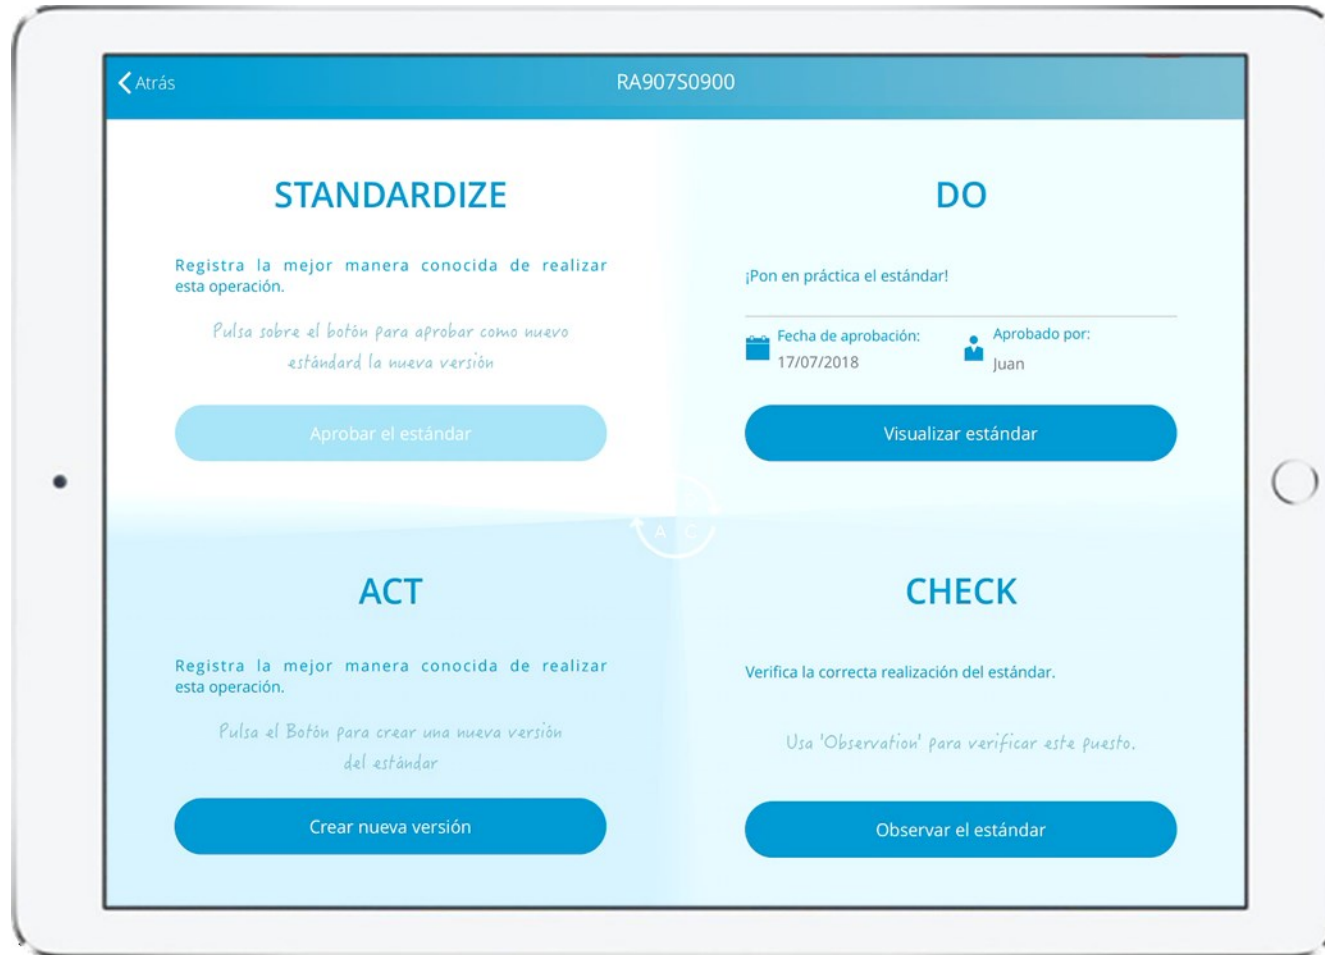 Atrás
RA907S0900
STANDARDIZE
Registra la mejor manera conocida de realizar
esta operación.
Pulsa sobre el botón para aprobar como nuevo
estándard la nueva versión
Aprobar el estándar
DO
¡Pon en práctica el estándar!
Fecha de aprobación:
17/07/2018
Aprobado por:
Juan
Visualizar estándar
A C
ACT
Registra la mejor manera conocida de realizar
esta operación.
Pulsa el Botón para crear una nueva versión
del estándar
Crear nueva versión
CHECK
Verifica la correcta realización del estándar.
Usa 'Observation' para verificar este puesto.
Observar el estándar